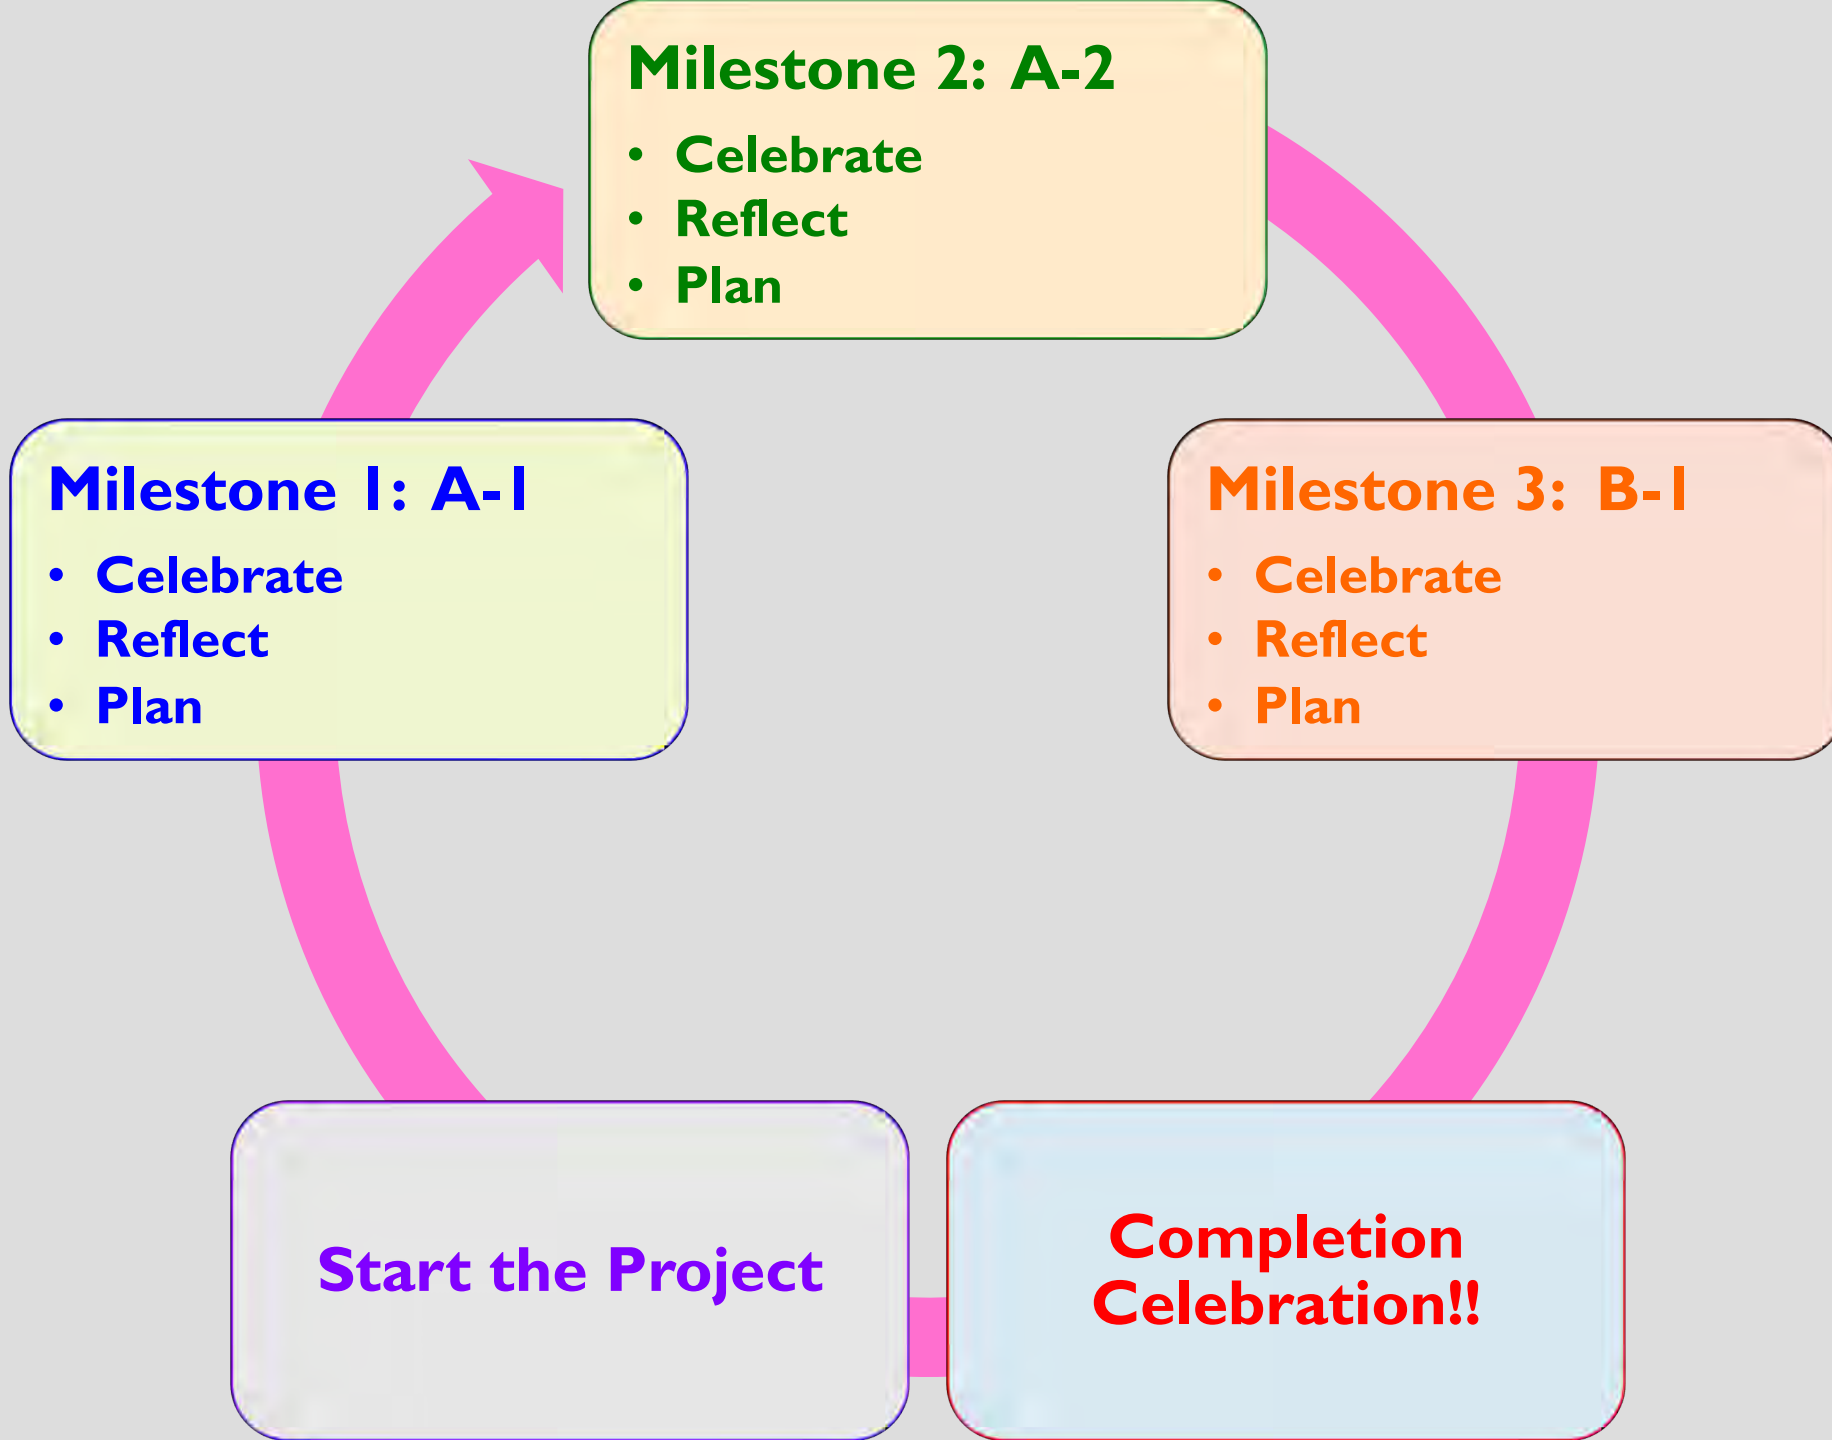 Milestone 2: A-2
• Celebrate
• Reflect
• Plan
Milestone 1: A-1
• Celebrate
• Reflect
• Plan
Milestone 3: B-1
• Celebrate
• Reflect
• Plan
Start the Project
Completion
Celebration!!